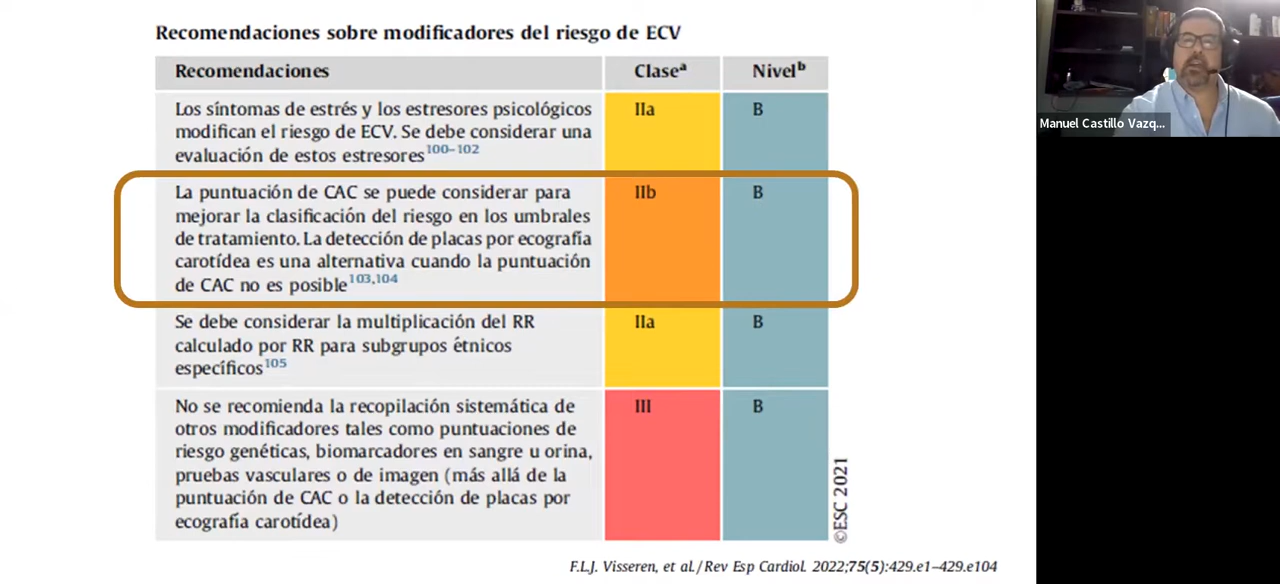 Recomendaciones sobre modificadores del riesgo de ECV
Recomendaciones Claseᵃ Nivelᵇ
Los síntomas de estrés y los estresores psicológicos IIa B
modifican el riesgo de ECV. Se debe considerar una
evaluación de estos estresores¹⁰⁰⁻¹⁰²
La puntuación de CAC se puede considerar para IIb B
mejorar la clasificación del riesgo en los umbrales
de tratamiento. La detección de placas por ecografía
carotídea es una alternativa cuando la puntuación
de CAC no es posible¹⁰³,¹⁰⁴
Se debe considerar la multiplicación del RR IIa B
calculado por RR para subgrupos étnicos
específicos¹⁰⁵
No se recomienda la recopilación sistemática de III B
otros modificadores tales como puntuaciones de
riesgo genéticas, biomarcadores en sangre u orina,
pruebas vasculares o de imagen (más allá de la
puntuación de CAC o la detección de placas por
ecografía carotídea)
©ESC 2021
F.L.J. Visseren, et al./Rev Esp Cardiol. 2022;75(5):429.e1–429.e104
Manuel Castillo Vazq...